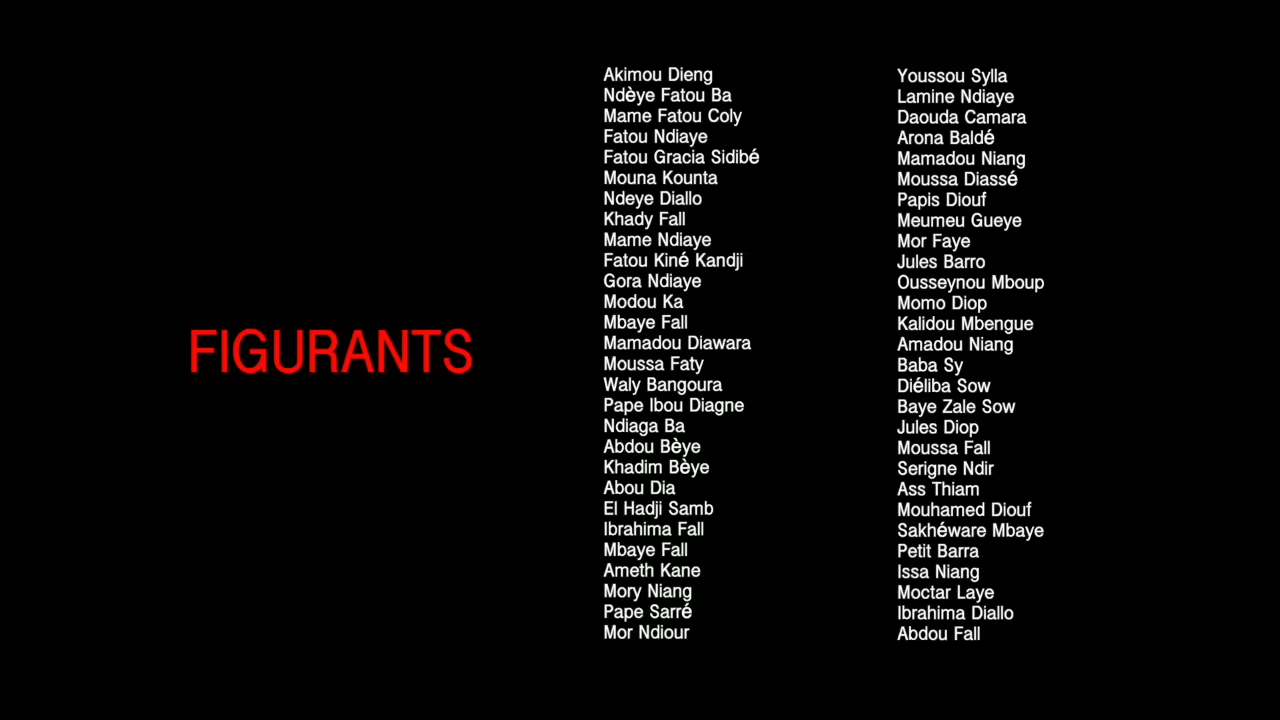 FIGURANTS
Akimou Dieng
Ndèye Fatou Ba
Mame Fatou Coly
Fatou Ndiaye
Fatou Gracia Sidibé
Mouna Kounta
Ndeye Diallo
Khady Fall
Mame Ndiaye
Fatou Kiné Kandji
Gora Ndiaye
Modou Ka
Mbaye Fall
Mamadou Diawara
Moussa Faty
Waly Bangoura
Pape Ibou Diagne
Ndiaga Ba
Abdou Bèye
Khadim Bèye
Abou Dia
El Hadji Samb
Ibrahima Fall
Mbaye Fall
Ameth Kane
Mory Niang
Pape Sarré
Mor Ndiour
Youssou Sylla
Lamine Ndiaye
Daouda Camara
Arona Baldé
Mamadou Niang
Moussa Diassé
Papis Diouf
Meumeu Gueye
Mor Faye
Jules Barro
Ousseynou Mboup
Momo Diop
Kalidou Mbengue
Amadou Niang
Baba Sy
Diéliba Sow
Baye Zale Sow
Jules Diop
Moussa Fall
Serigne Ndir
Ass Thiam
Mouhamed Diouf
Sakhéware Mbaye
Petit Barra
Issa Niang
Moctar Laye
Ibrahima Diallo
Abdou Fall